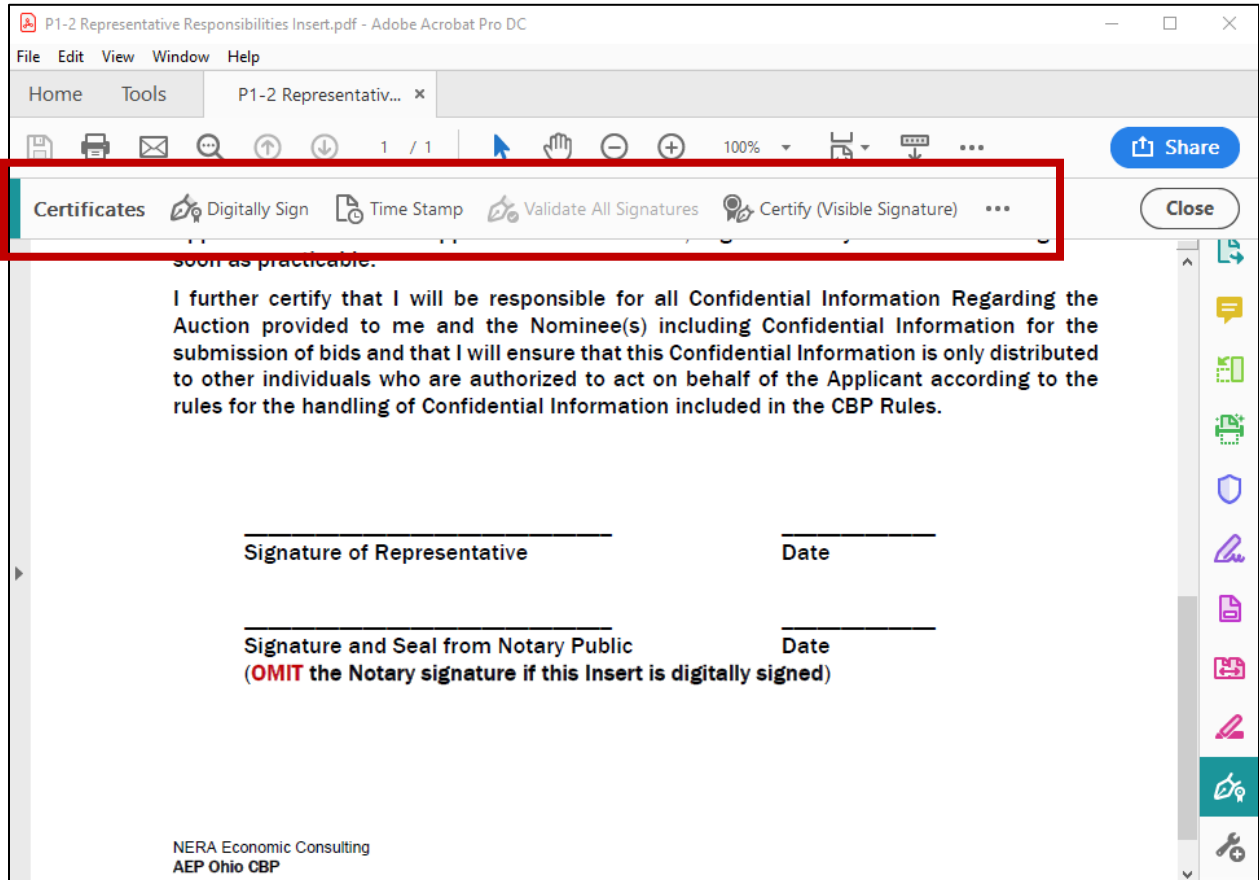 P1-2 Representative Responsibilities Insert.pdf - Adobe Acrobat Pro DC
File Edit View Window Help
Home Tools P1-2 Representativ... ×
1 / 1 100% Share
Certificates Digitally Sign Time Stamp Validate All Signatures Certify (Visible Signature) Close
soon as practicable.
I further certify that I will be responsible for all Confidential Information Regarding the
Auction provided to me and the Nominee(s) including Confidential Information for the
submission of bids and that I will ensure that this Confidential Information is only distributed
to other individuals who are authorized to act on behalf of the Applicant according to the
rules for the handling of Confidential Information included in the CBP Rules.
Signature of Representative Date
Signature and Seal from Notary Public Date
(OMIT the Notary signature if this Insert is digitally signed)
NERA Economic Consulting
AEP Ohio CBP